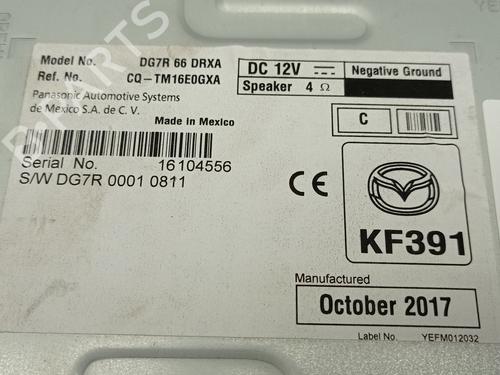 Model No. DG7R 66 DRXA
Ref. No. CQ-TM16E0GXA
Panasonic Automotive Systems
de Mexico S.A. de C. V.
Made in Mexico
DC 12V Negative Ground
Speaker 4 Ω
C
Serial No. 16104556
S/W DG7R 0001 0811
CE
KF391
Manufactured
October 2017
Label No. YEFM012032